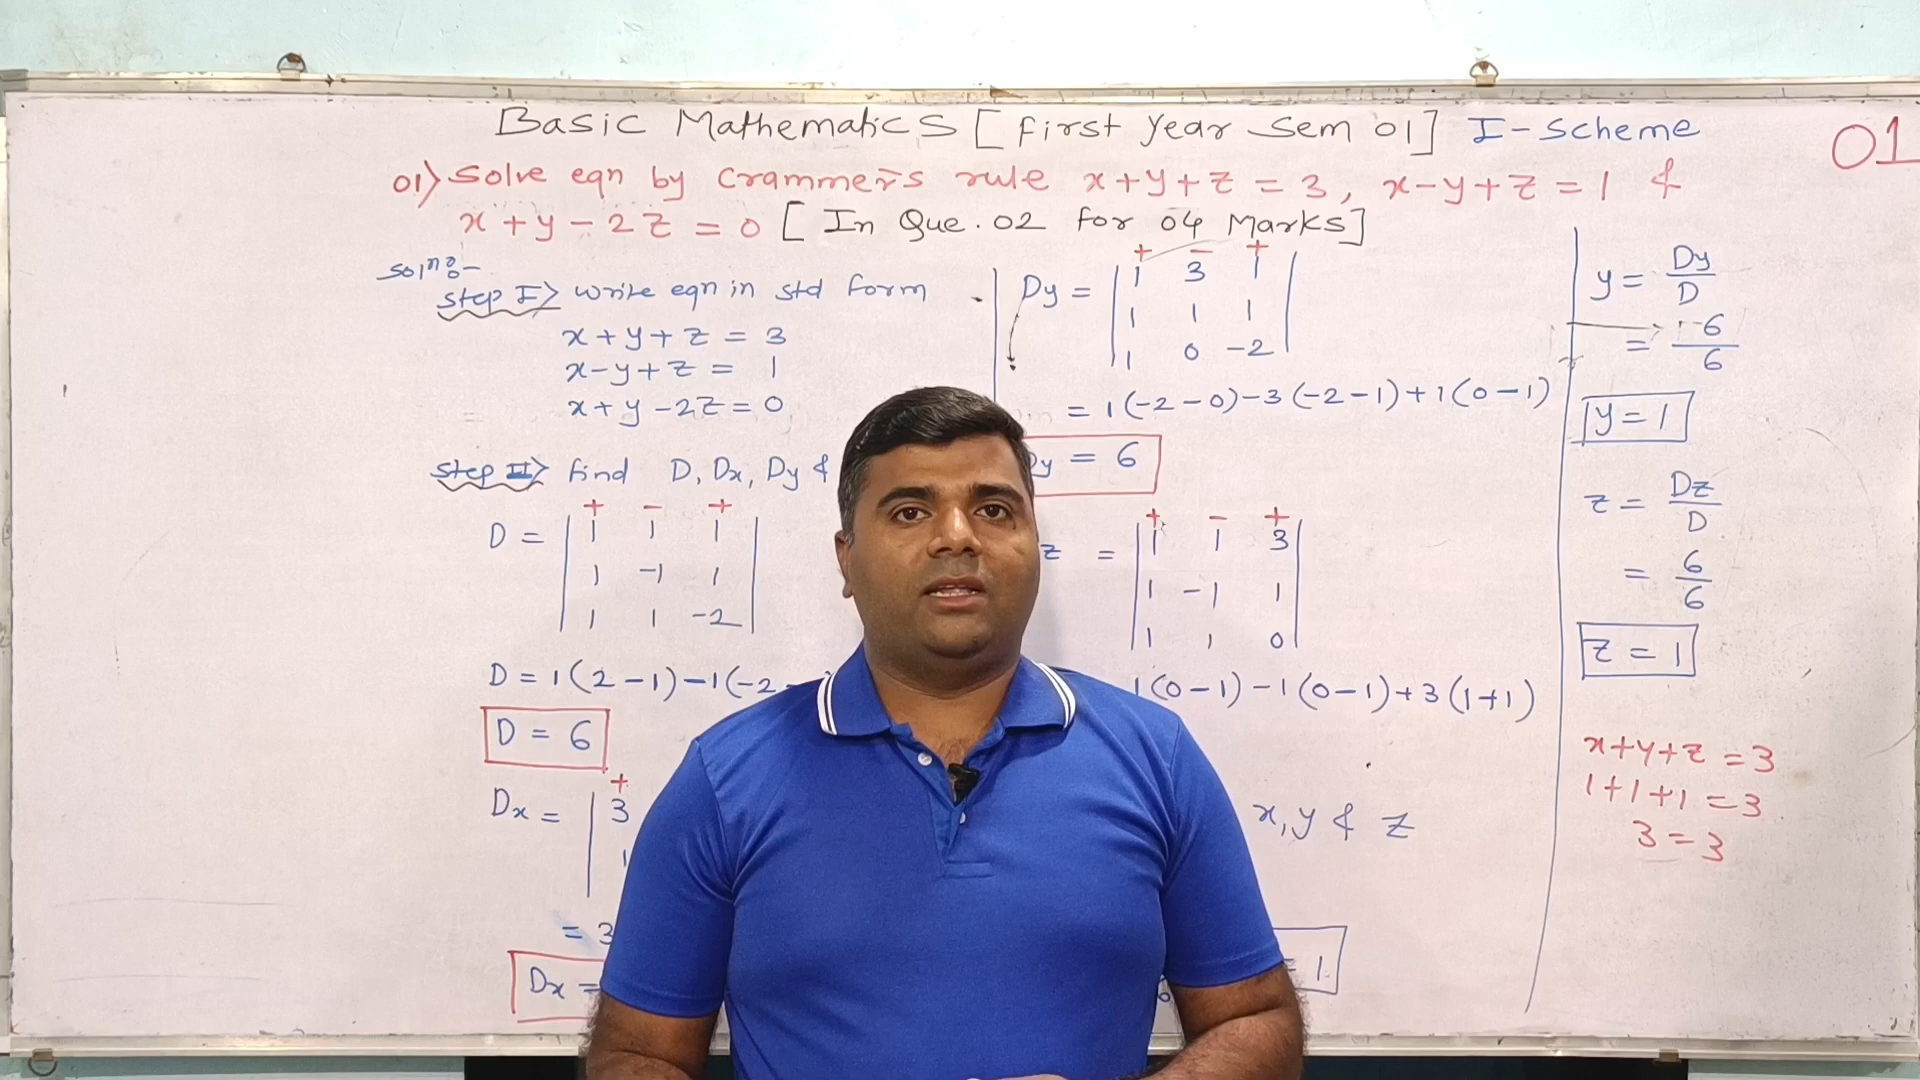 Basic Mathematics [First Year Sem 01] I-Scheme
01
01) Solve eqn by Crammer's rule x+y+z = 3, x-y+z = 1 &
x+y-2z = 0 [In Que. 02 for 04 Marks]
Soln:-
Step I> Write eqn in std form
x+y+z = 3
x-y+z = 1
x+y-2z = 0
Step II> find D, Dx, Dy &
+ - +
D = | 1 1 1 |
| 1 -1 1 |
| 1 1 -2 |
D = 1(2-1)-1(-2-
D = 6
+
Dx = | 3
| 1
= 3
Dx =
+ - +
Dy = | 1 3 1 |
| 1 1 1 |
| 1 0 -2 |
= 1(-2-0)-3(-2-1)+1(0-1)
y = 6
+ - +
z = | 1 1 3 |
| 1 -1 1 |
| 1 1 0 |
1(0-1)-1(0-1)+3(1+1)
x, y & z
= 1
y = Dy/D
= 6/6
y = 1
z = Dz/D
= 6/6
z = 1
x+y+z = 3
1+1+1 = 3
3 = 3